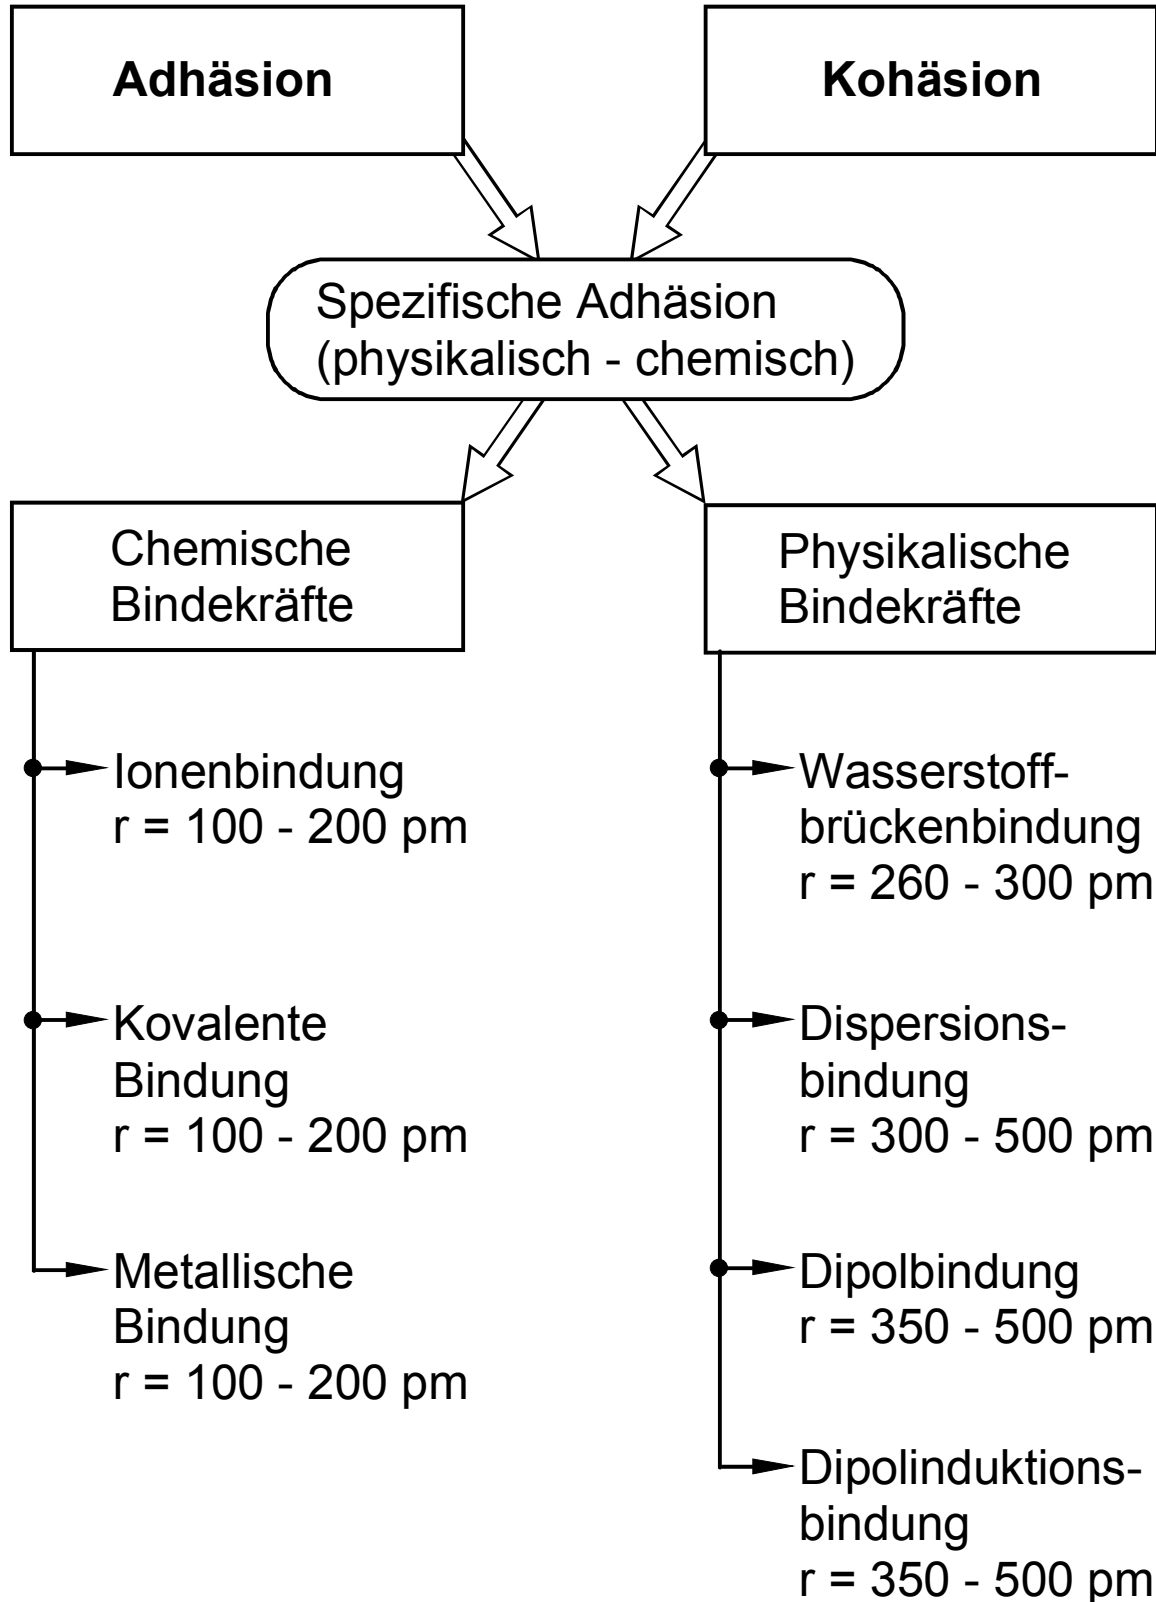 Adhäsion
Kohäsion
Spezifische Adhäsion
(physikalisch - chemisch)
Chemische
Bindekräfte
Ionenbindung
r = 100 - 200 pm
Kovalente
Bindung
r = 100 - 200 pm
Metallische
Bindung
r = 100 - 200 pm
Physikalische
Bindekräfte
Wasserstoff-
brückenbindung
r = 260 - 300 pm
Dispersions-
bindung
r = 300 - 500 pm
Dipolbindung
r = 350 - 500 pm
Dipolinduktions-
bindung
r = 350 - 500 pm